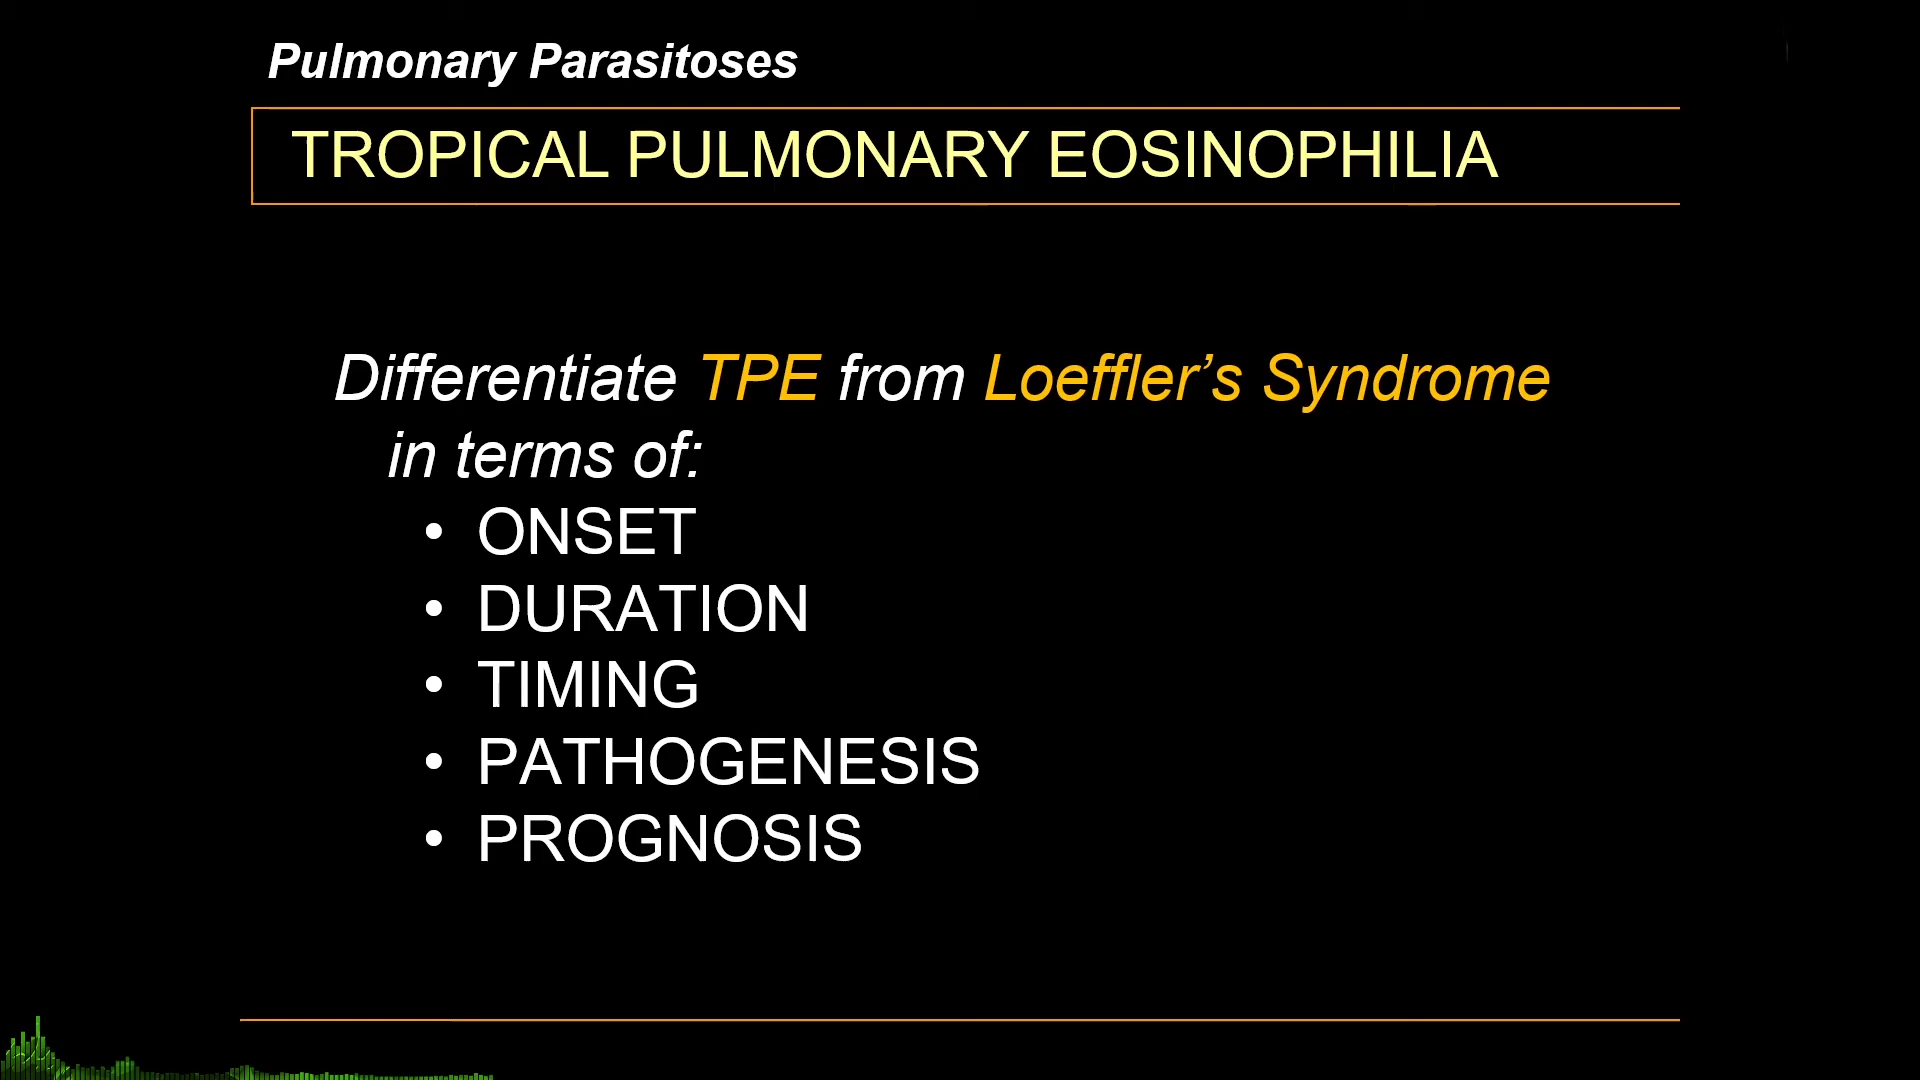 Pulmonary Parasitoses
TROPICAL PULMONARY EOSINOPHILIA
Differentiate TPE from Loeffler’s Syndrome
in terms of:
• ONSET
• DURATION
• TIMING
• PATHOGENESIS
• PROGNOSIS